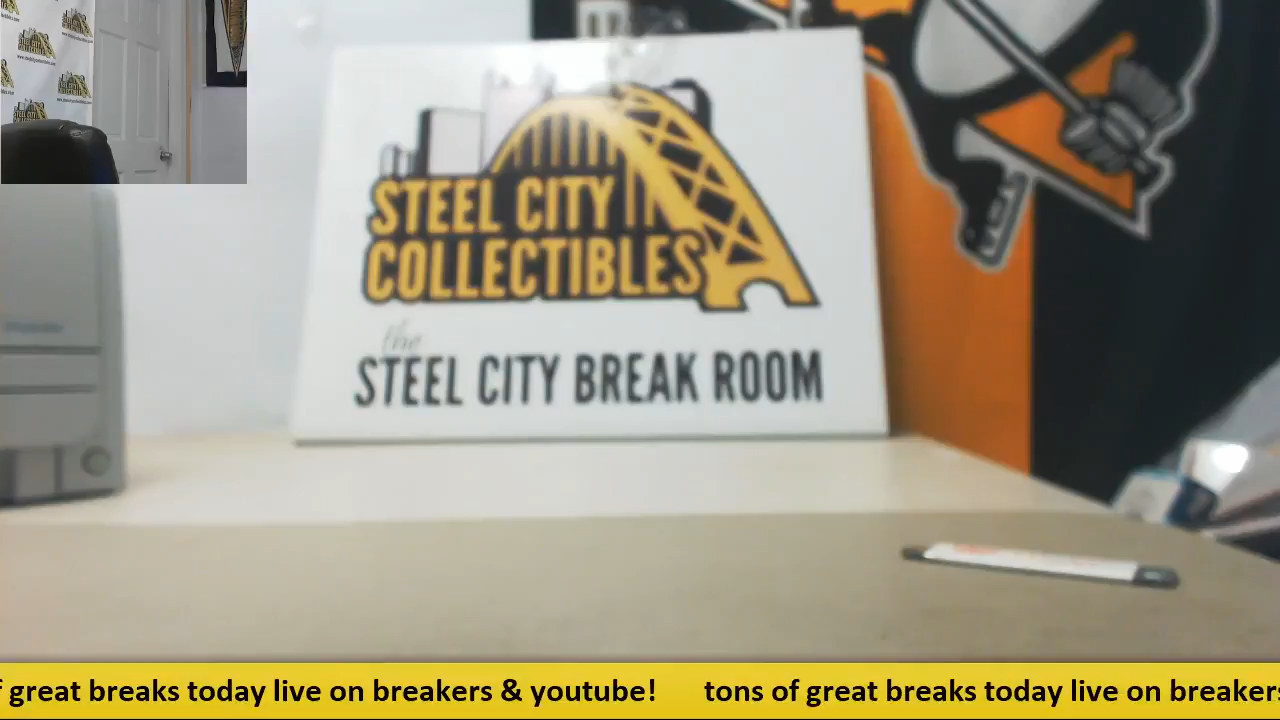 STEEL CITY
COLLECTIBLES
the
STEEL CITY BREAK ROOM
great breaks today live on breakers & youtube! tons of great breaks today live on breakers